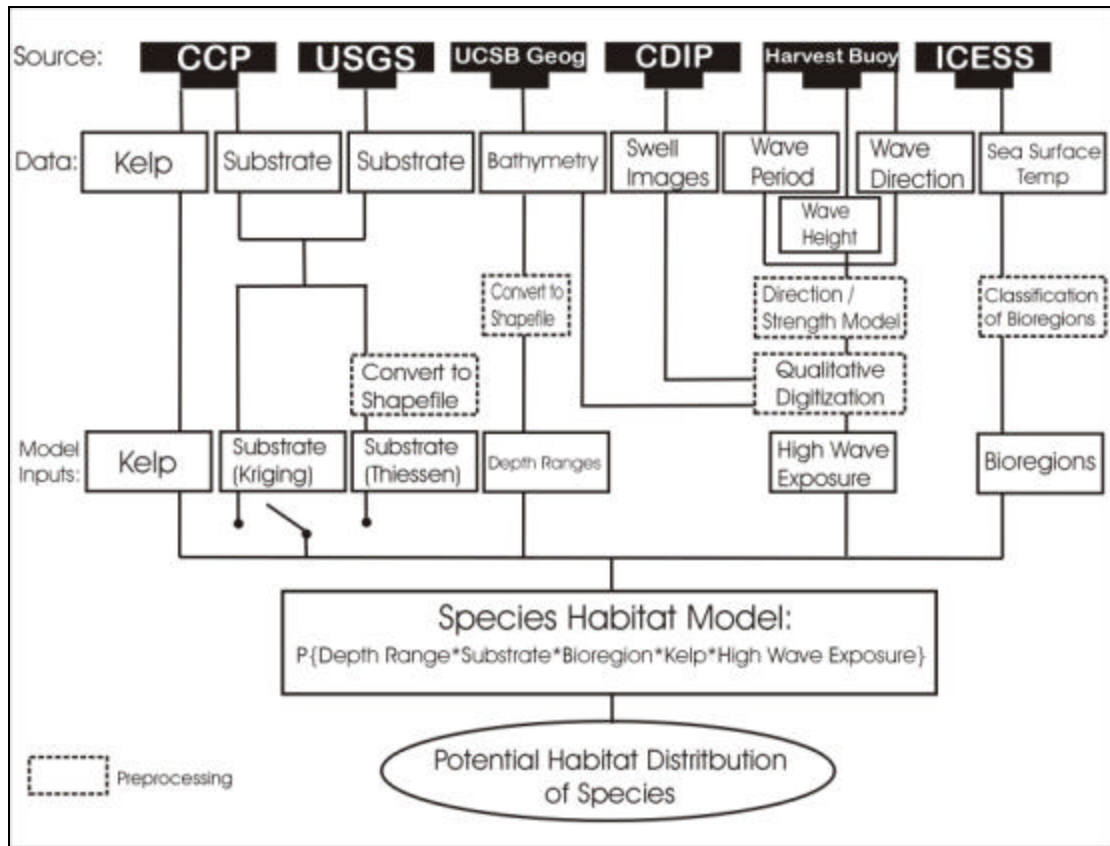 Source:
CCP
USGS
UCSB Geog
CDIP
Harvest Buoy
ICESS
Data:
Kelp
Substrate
Substrate
Bathymetry
Swell
Images
Wave
Period
Wave
Direction
Sea Surface
Temp
Wave
Height
Convert to
Shapefile
Direction /
Strength Model
Classification
of Bioregions
Convert to
Shapefile
Qualitative
Digitization
Model
Inputs:
Kelp
Substrate
(Kriging)
Substrate
(Thiessen)
Depth Ranges
High Wave
Exposure
Bioregions
Species Habitat Model:
P{Depth Range*Substrate*Bioregion*Kelp*High Wave Exposure}
Potential Habitat Distritbution
of Species
Preprocessing